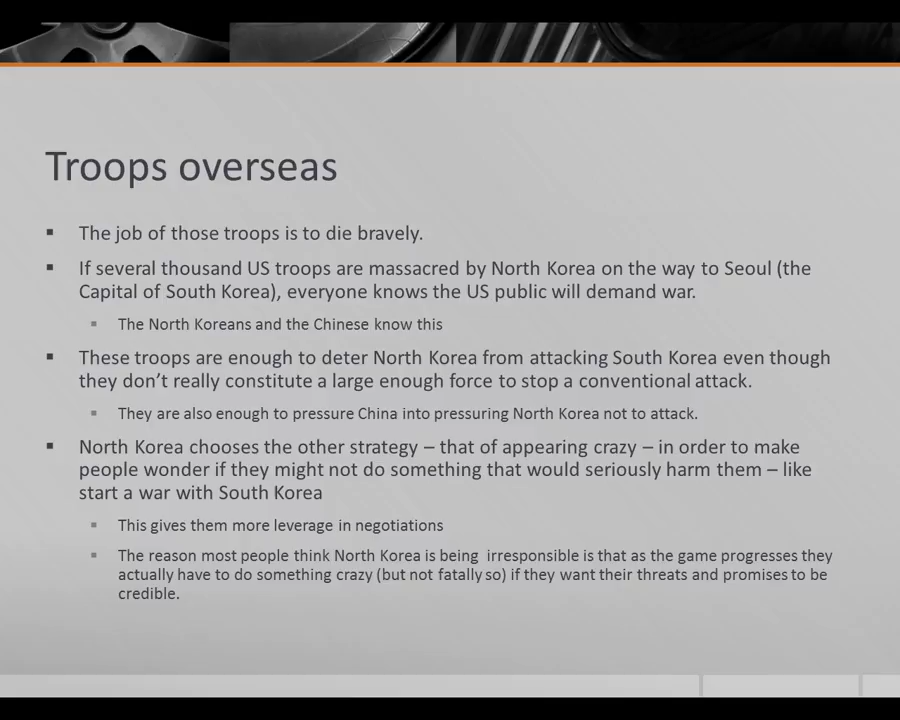 Troops overseas
The job of those troops is to die bravely.
If several thousand US troops are massacred by North Korea on the way to Seoul (the
Capital of South Korea), everyone knows the US public will demand war.
The North Koreans and the Chinese know this
These troops are enough to deter North Korea from attacking South Korea even though
they don’t really constitute a large enough force to stop a conventional attack.
They are also enough to pressure China into pressuring North Korea not to attack.
North Korea chooses the other strategy – that of appearing crazy – in order to make
people wonder if they might not do something that would seriously harm them – like
start a war with South Korea
This gives them more leverage in negotiations
The reason most people think North Korea is being irresponsible is that as the game progresses they
actually have to do something crazy (but not fatally so) if they want their threats and promises to be
credible.